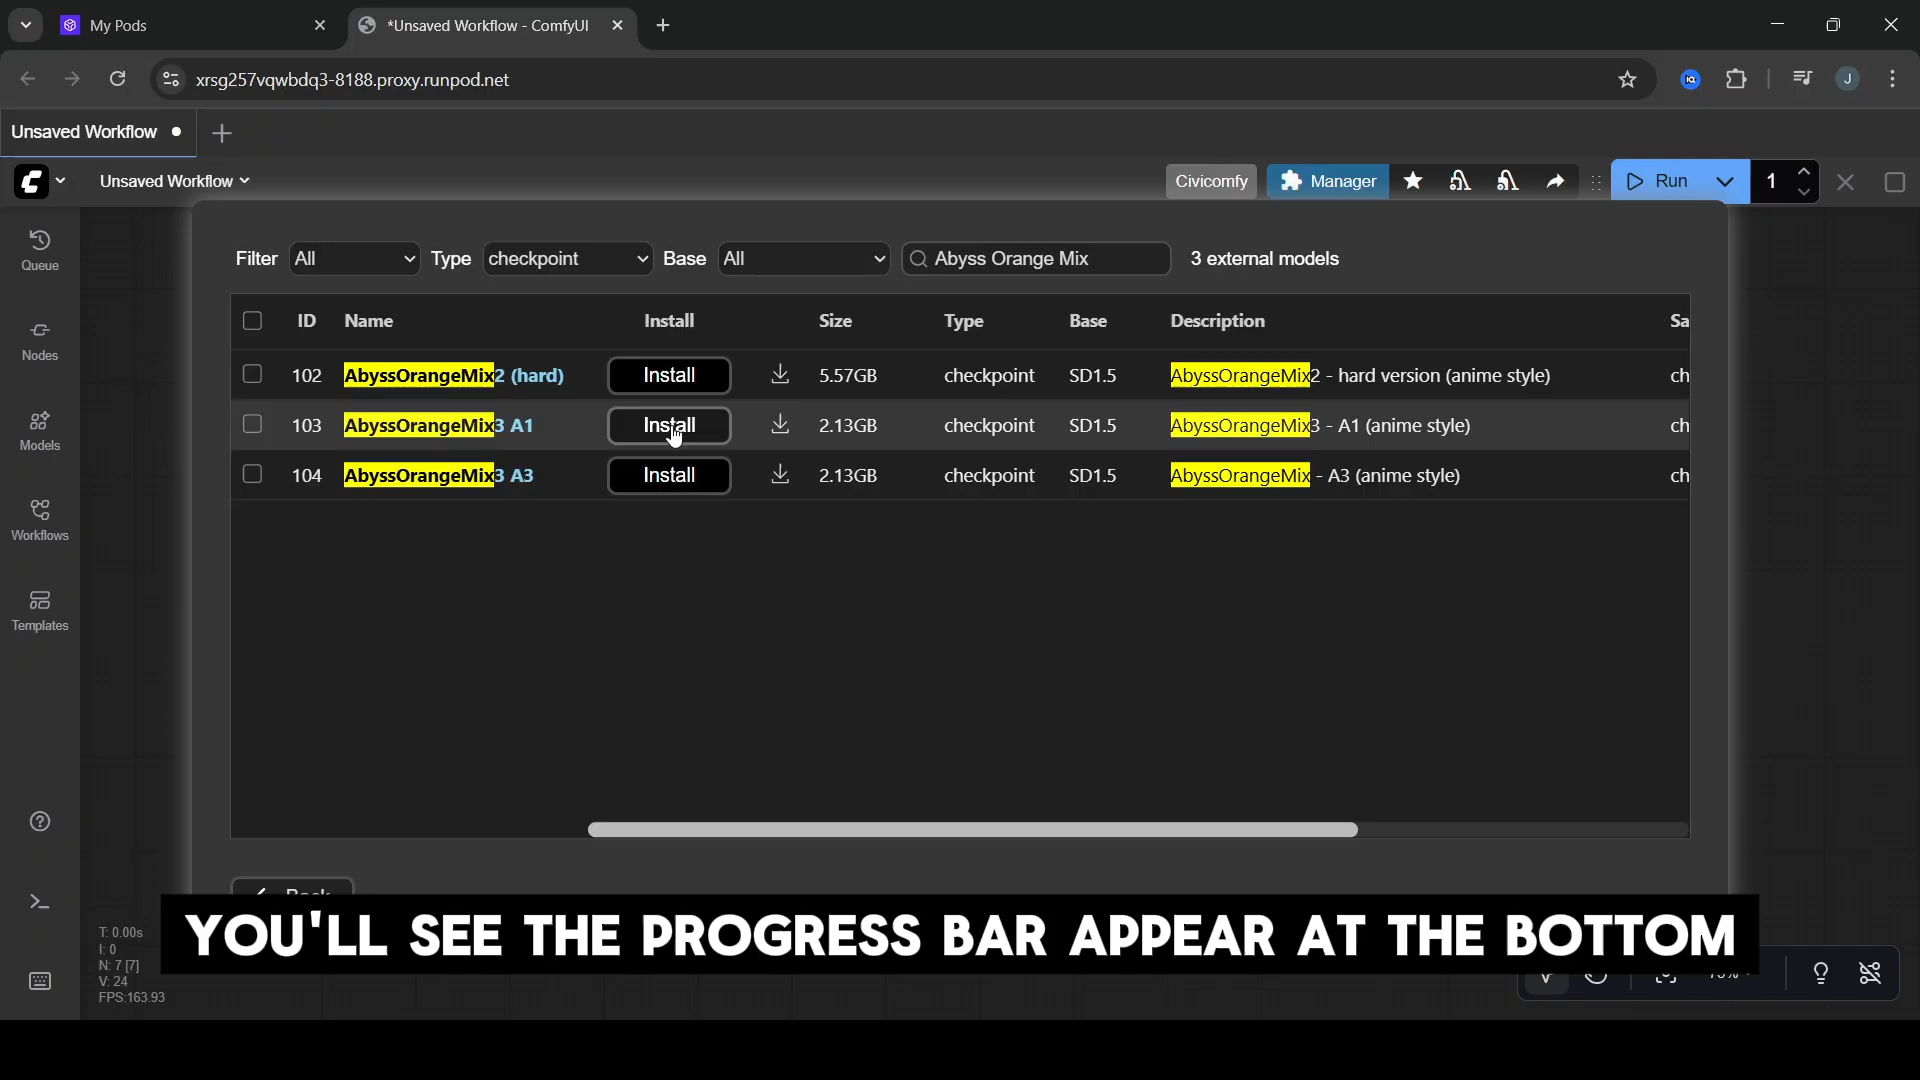 My Pods
*Unsaved Workflow - ComfyUI
xrsg257vqwbdq3-8188.proxy.runpod.net
J
Unsaved Workflow
Unsaved Workflow
Civicomfy
Manager
Run
1
Queue
Nodes
Models
Workflows
Templates
Filter All Type checkpoint Base All Abyss Orange Mix 3 external models
ID Name Install Size Type Base Description Sa
102 AbyssOrangeMix2 (hard) Install 5.57GB checkpoint SD1.5 AbyssOrangeMix2 - hard version (anime style) ch
103 AbyssOrangeMix3 A1 Install 2.13GB checkpoint SD1.5 AbyssOrangeMix3 - A1 (anime style) ch
104 AbyssOrangeMix3 A3 Install 2.13GB checkpoint SD1.5 AbyssOrangeMix - A3 (anime style) ch
Back
YOU'LL SEE THE PROGRESS BAR APPEAR AT THE BOTTOM
T: 0.00s
I: 0
N: 7 [7]
V: 24
FPS:163.93